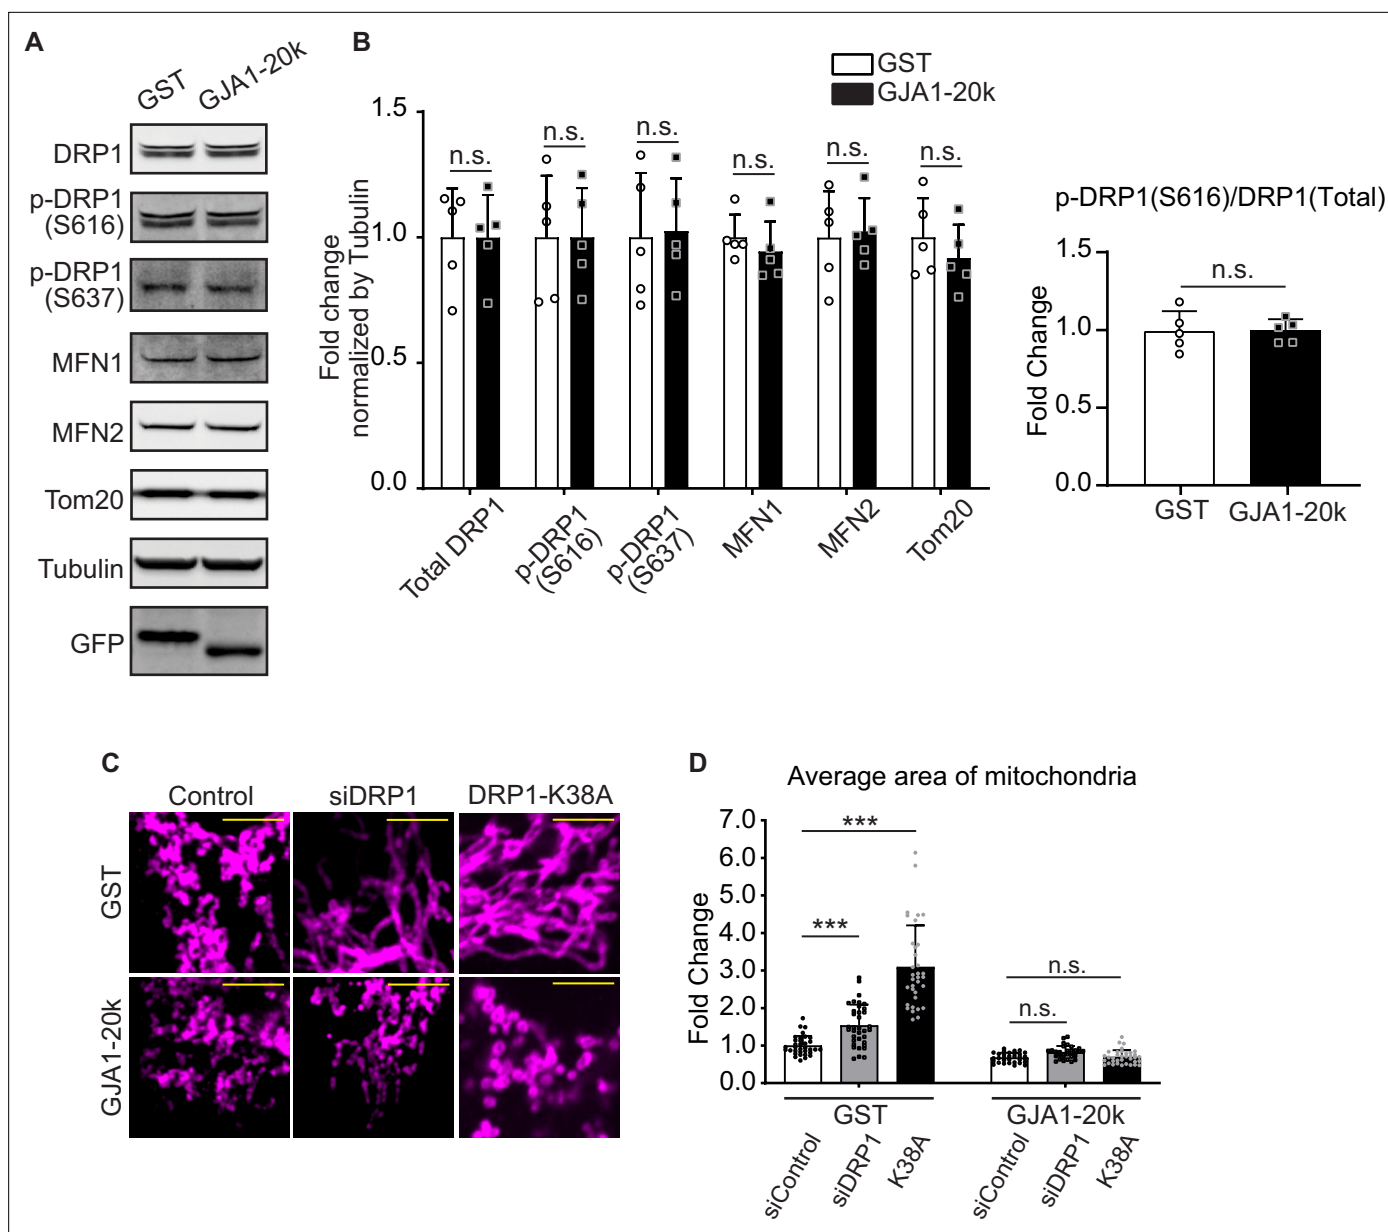 A
GST
GJA1-20k
DRP1
p-DRP1
(S616)
p-DRP1
(S637)
MFN1
MFN2
Tom20
Tubulin
GFP
B
GST
GJA1-20k
Fold change
normalized by Tubulin
1.5
1.0
0.5
0.0
n.s.
n.s.
n.s.
n.s.
n.s.
n.s.
Total DRP1
p-DRP1
(S616)
p-DRP1
(S637)
MFN1
MFN2
Tom20
p-DRP1(S616)/DRP1(Total)
Fold Change
1.5
1.0
0.5
0.0
n.s.
GST
GJA1-20k
C
Control
siDRP1
DRP1-K38A
GST
GJA1-20k
D
Average area of mitochondria
Fold Change
7.0
6.0
5.0
4.0
3.0
2.0
1.0
0.0
***
***
n.s.
n.s.
GST
GJA1-20k
siControl
siDRP1
K38A
siControl
siDRP1
K38A